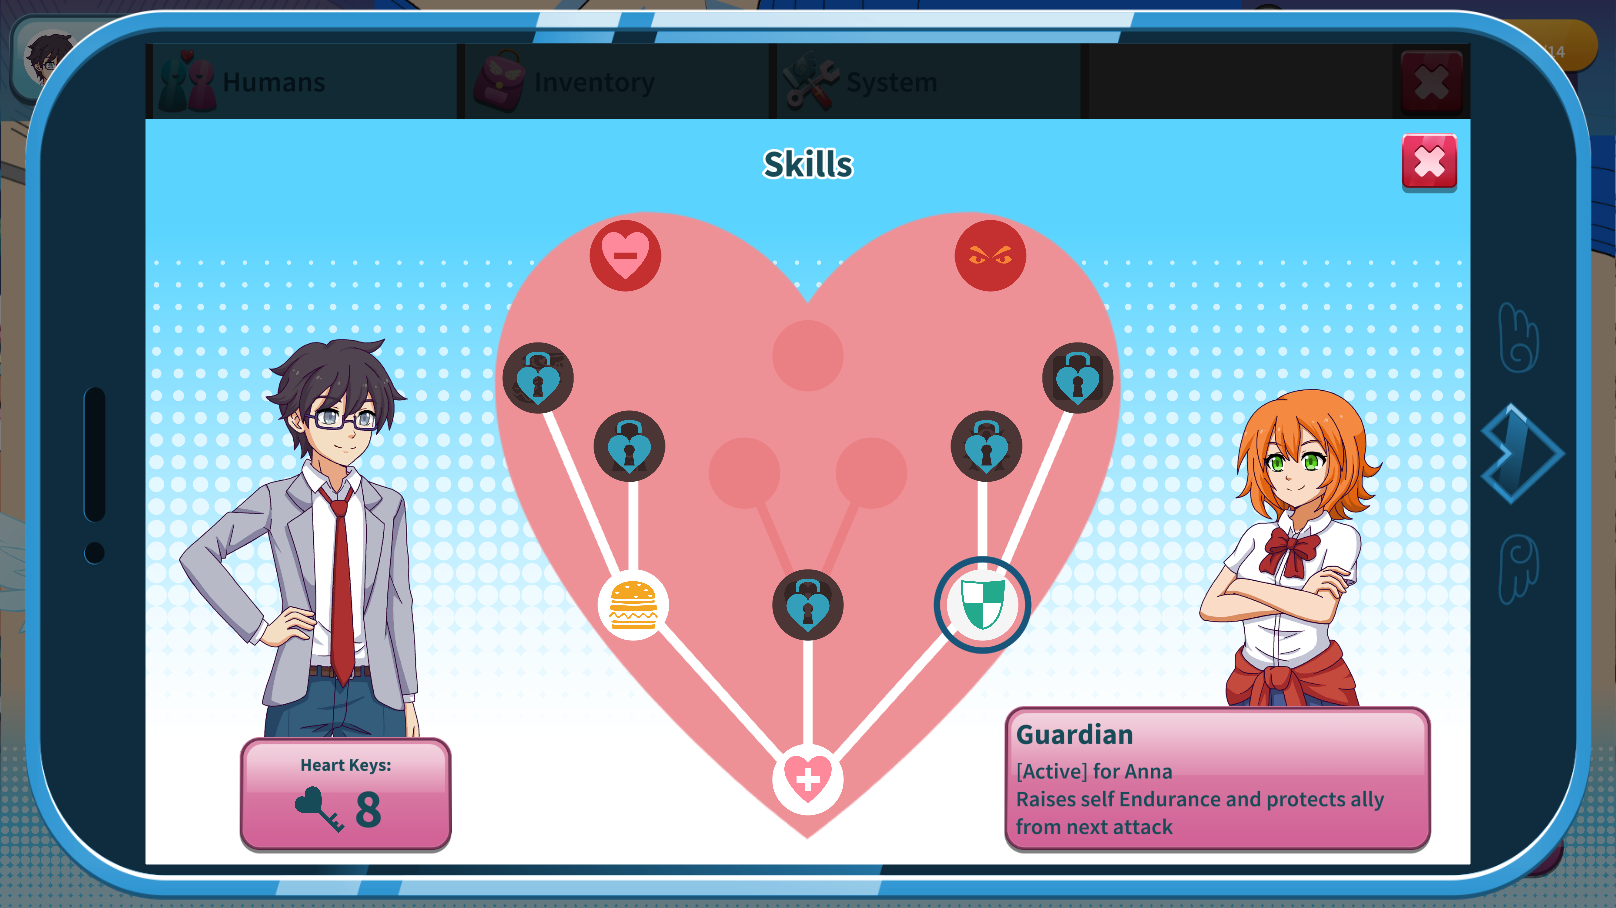 Humans
Inventory
System
/14
Skills
Heart Keys:
8
Guardian
[Active] for Anna
Raises self Endurance and protects ally
from next attack